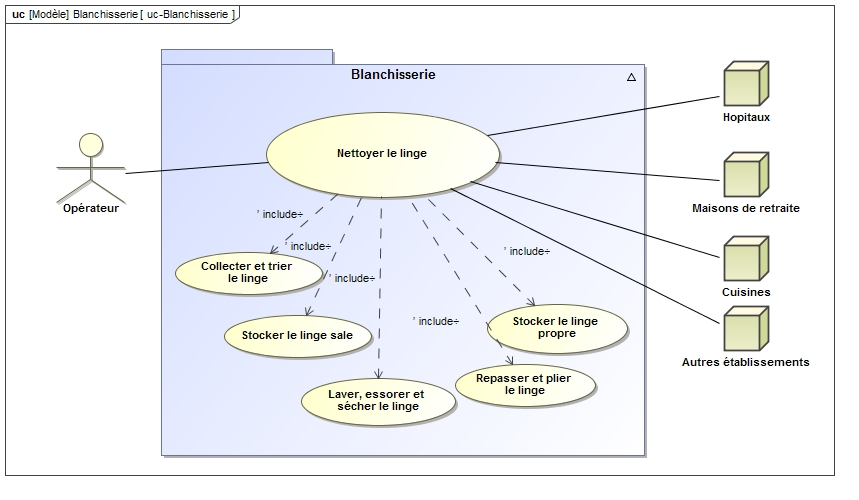 uc [Modèle] Blanchisserie [ uc-Blanchisserie ]
Blanchisserie
Hopitaux
Nettoyer le linge
Opérateur
Maisons de retraite
' include÷
' include÷
' include÷
Collecter et trier
le linge
' include÷
Cuisines
Stocker le linge sale
' include÷
Stocker le linge
propre
Autres établissements
Repasser et plier
le linge
Laver, essorer et
sécher le linge